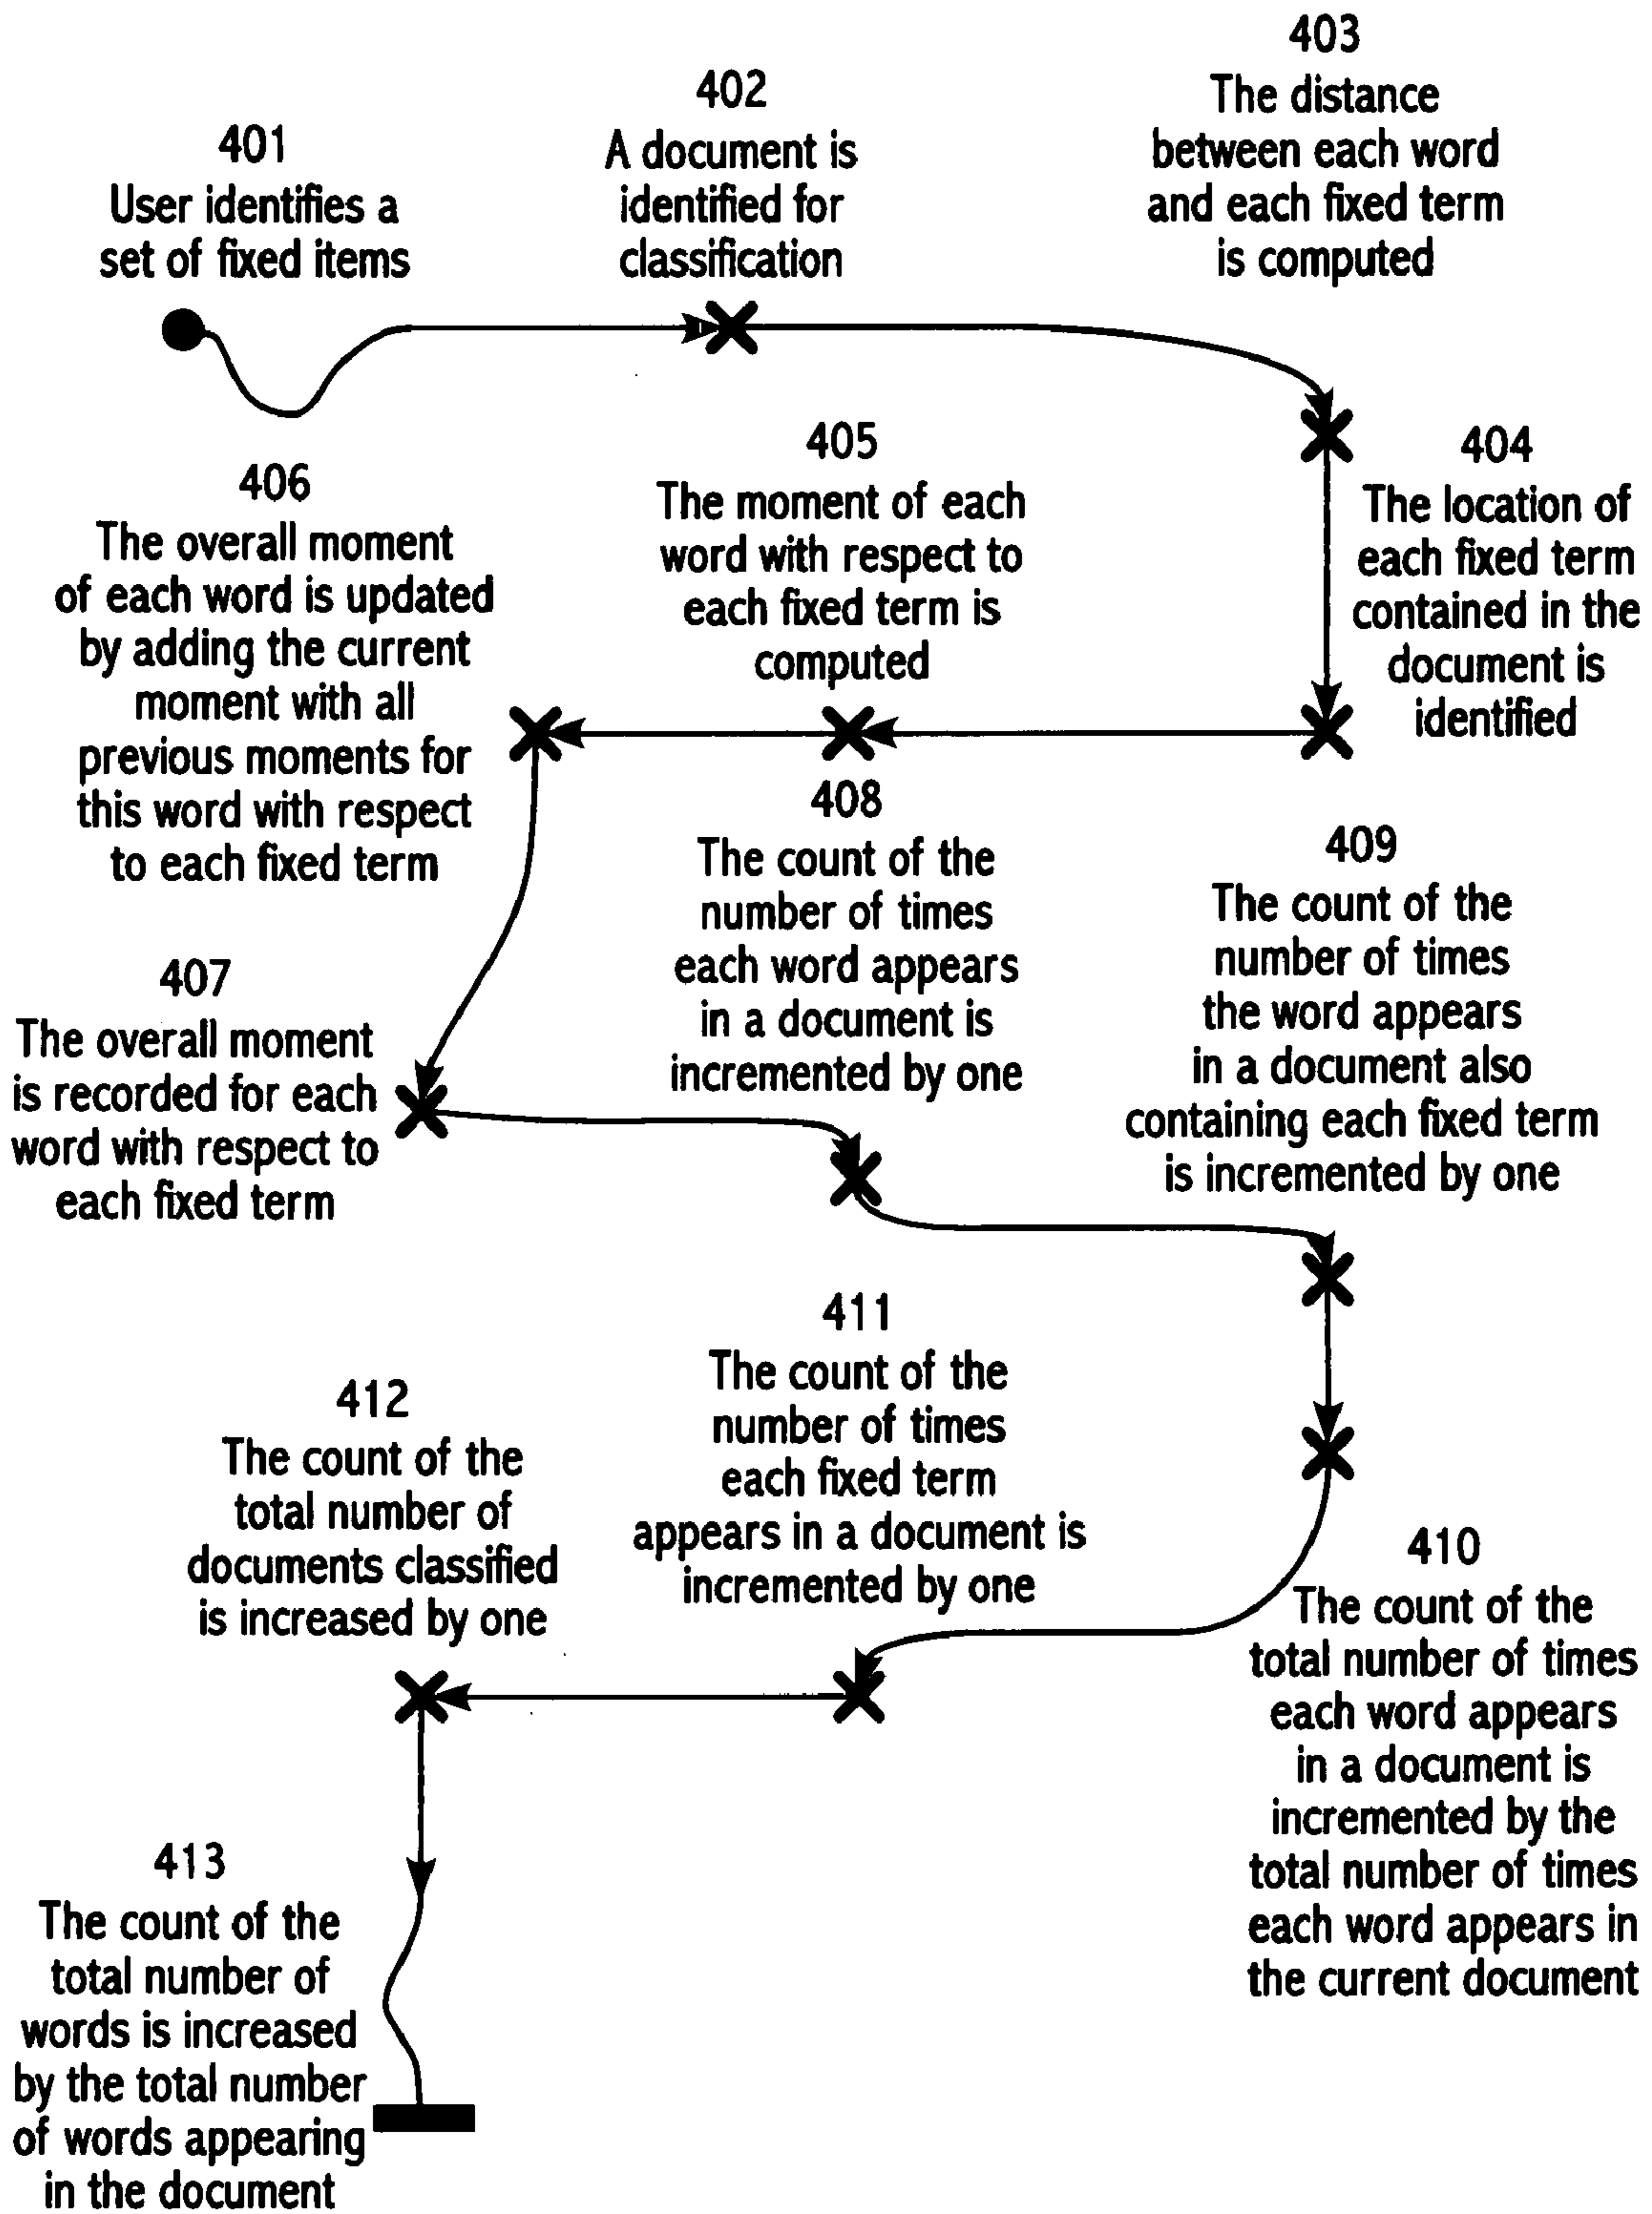 401
User identifies a
set of fixed items
402
A document is
identified for
classification
403
The distance
between each word
and each fixed term
is computed
404
The location of
each fixed term
contained in the
document is
identified
405
The moment of each
word with respect to
each fixed term is
computed
406
The overall moment
of each word is updated
by adding the current
moment with all
previous moments for
this word with respect
to each fixed term
407
The overall moment
is recorded for each
word with respect to
each fixed term
408
The count of the
number of times
each word appears
in a document is
incremented by one
409
The count of the
number of times
the word appears
in a document also
containing each fixed term
is incremented by one
410
The count of the
total number of times
each word appears
in a document is
incremented by the
total number of times
each word appears in
the current document
411
The count of the
number of times
each fixed term
appears in a document is
incremented by one
412
The count of the
total number of
documents classified
is increased by one
413
The count of the
total number of
words is increased
by the total number
of words appearing
in the document